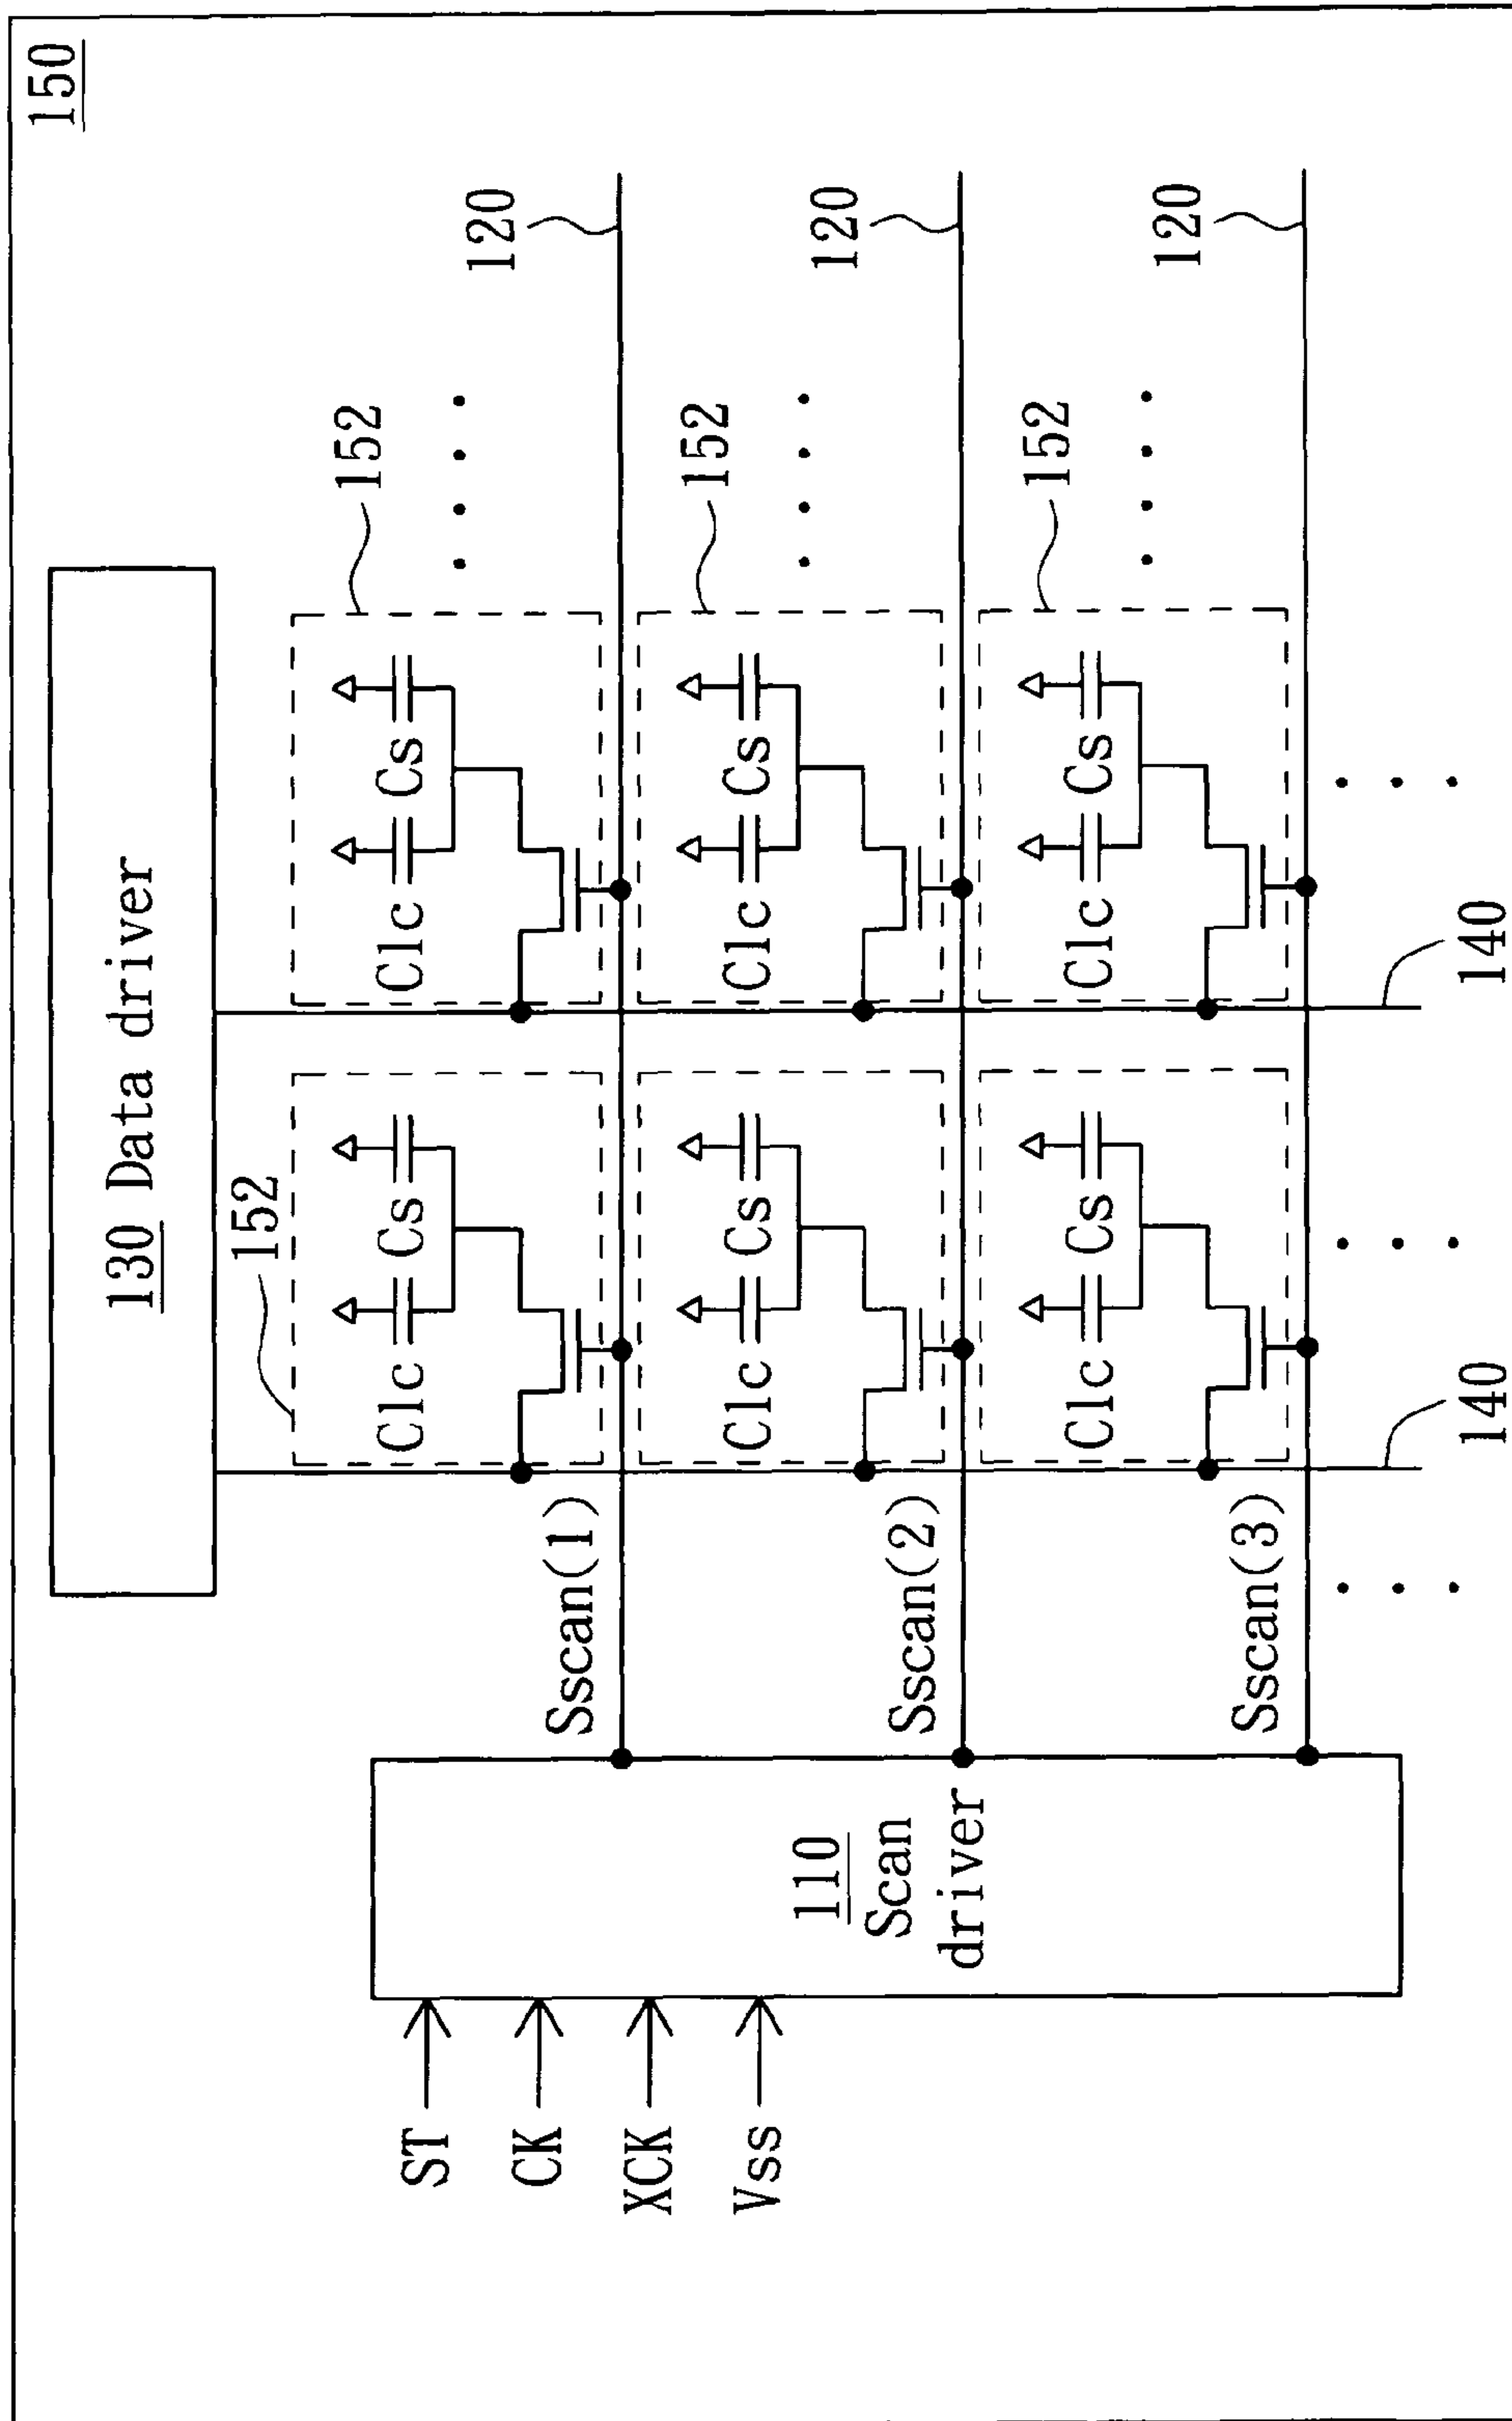 150
130 Data driver
152
152
Clc Cs
Clc Cs
120
Sscan(1)
152
Clc Cs
Clc Cs
120
Sscan(2)
152
Clc Cs
Clc Cs
120
Sscan(3)
140
140
110
Scan
driver
ST
CK
XCK
Vss